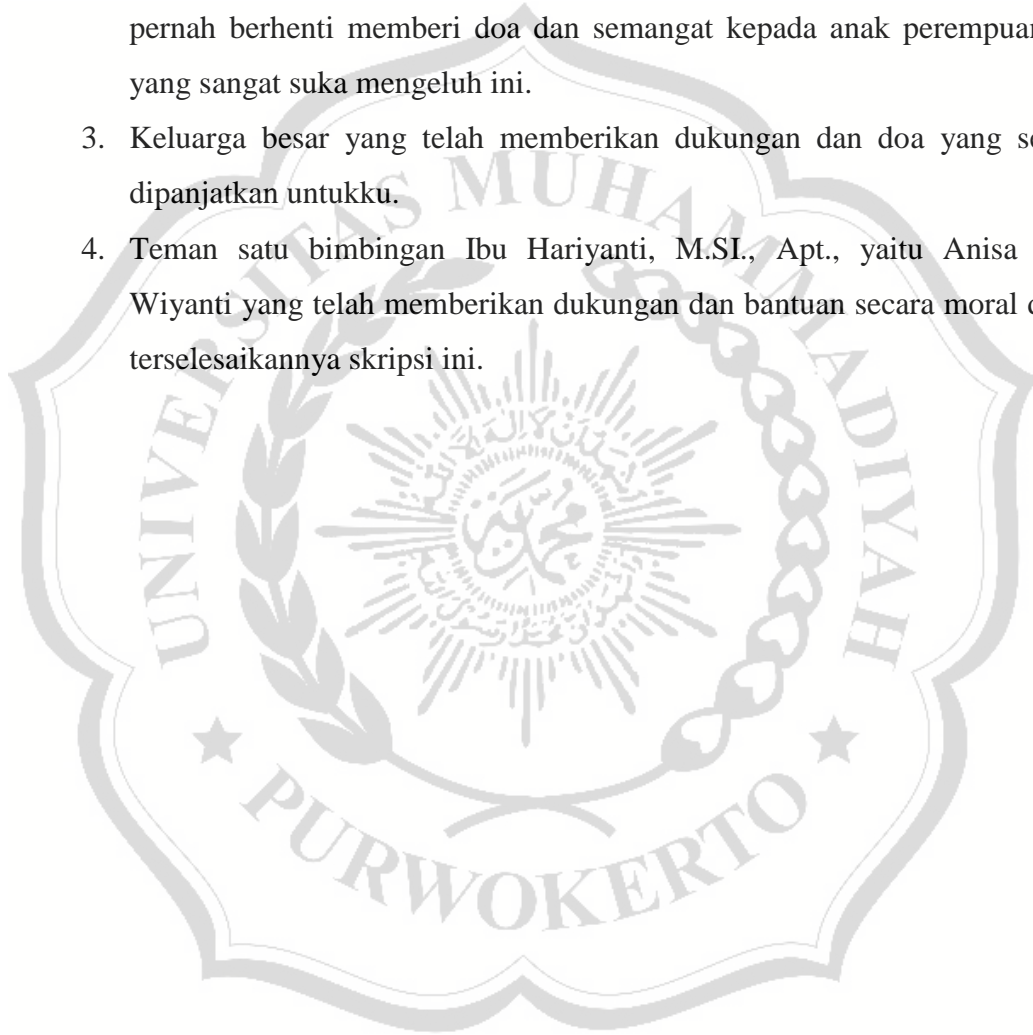 pernah berhenti memberi doa dan semangat kepada anak perempuan
yang sangat suka mengeluh ini.
3. Keluarga besar yang telah memberikan dukungan dan doa yang
dipanjatkan untukku.
4. Teman satu bimbingan Ibu Hariyanti, M.SI., Apt., yaitu Anisa
Wiyanti yang telah memberikan dukungan dan bantuan secara moral
terselesaikannya skripsi ini.
UNIVERSITAS MUHAMMADIYAH
PURWOKERTO